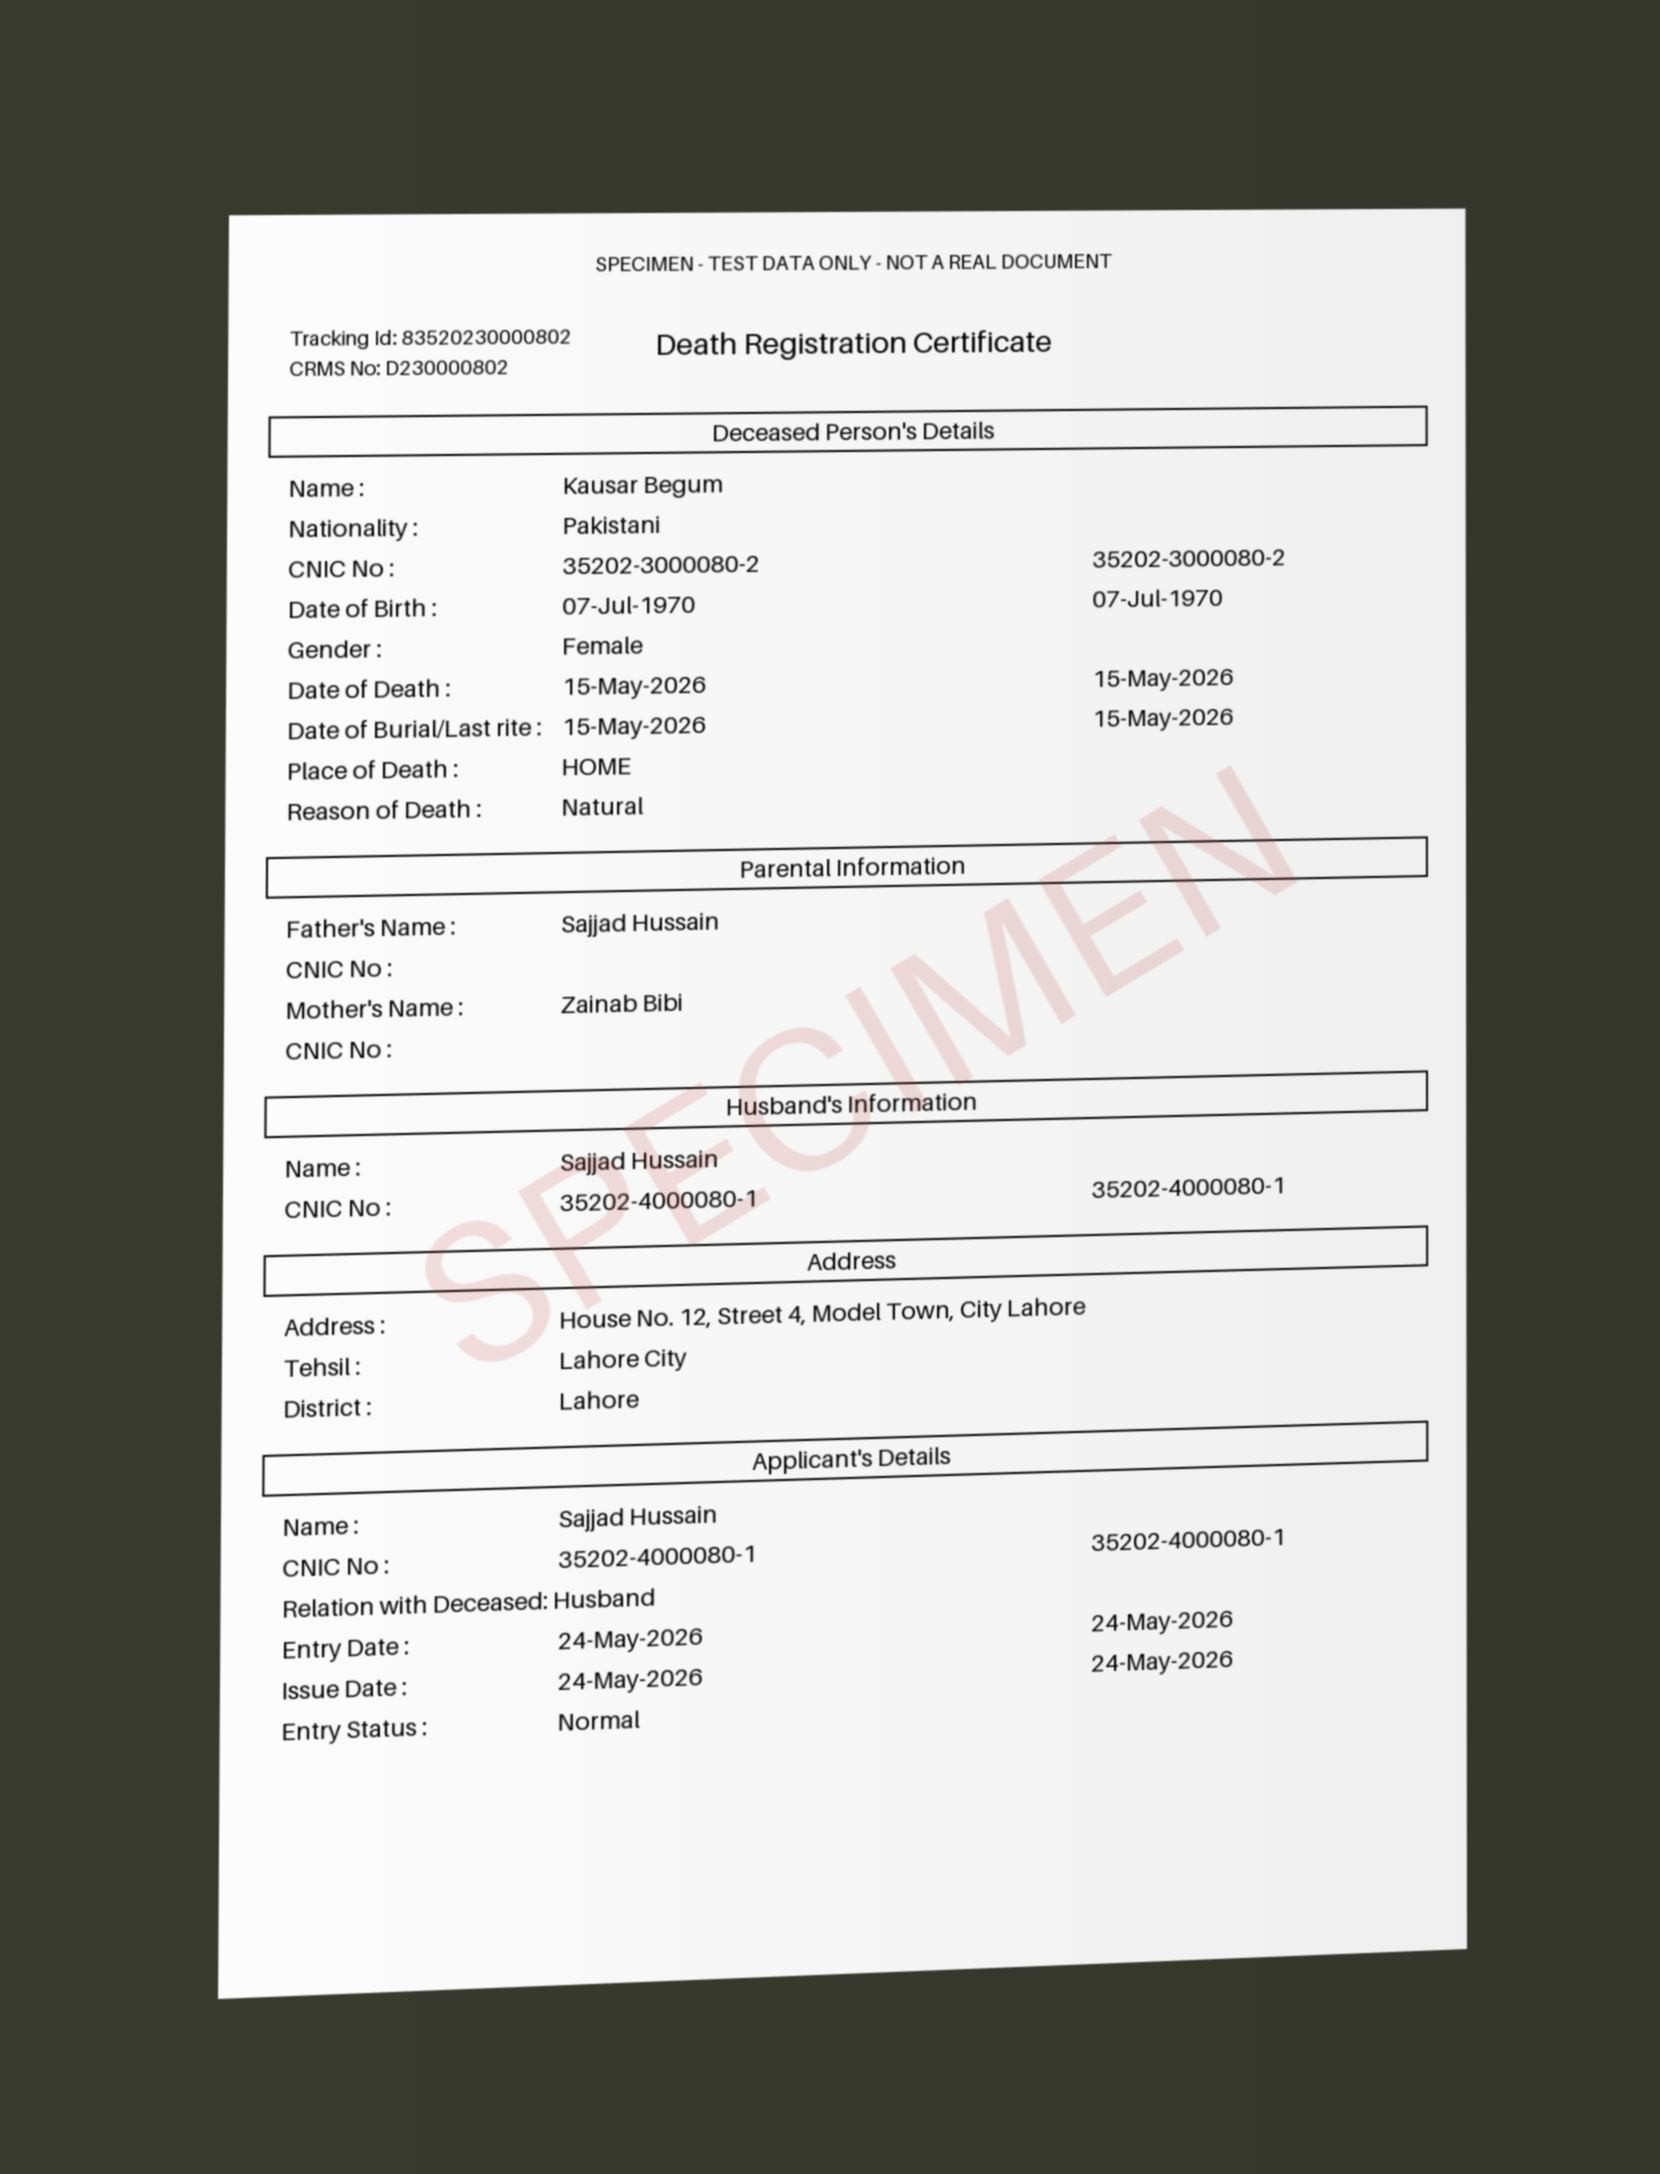 SPECIMEN - TEST DATA ONLY - NOT A REAL DOCUMENT
Tracking Id: 83520230000802
CRMS No: D230000802
Death Registration Certificate
Deceased Person's Details
Name : Kausar Begum
Nationality : Pakistani
CNIC No : 35202-3000080-2 35202-3000080-2
Date of Birth : 07-Jul-1970 07-Jul-1970
Gender : Female
Date of Death : 15-May-2026 15-May-2026
Date of Burial/Last rite : 15-May-2026 15-May-2026
Place of Death : HOME
Reason of Death : Natural
Parental Information
Father's Name : Sajjad Hussain
CNIC No :
Mother's Name : Zainab Bibi
CNIC No :
Husband's Information
Name : Sajjad Hussain
CNIC No : 35202-4000080-1 35202-4000080-1
Address
Address : House No. 12, Street 4, Model Town, City Lahore
Tehsil : Lahore City
District : Lahore
Applicant's Details
Name : Sajjad Hussain
CNIC No : 35202-4000080-1 35202-4000080-1
Relation with Deceased: Husband
Entry Date : 24-May-2026 24-May-2026
Issue Date : 24-May-2026 24-May-2026
Entry Status : Normal
SPECIMEN